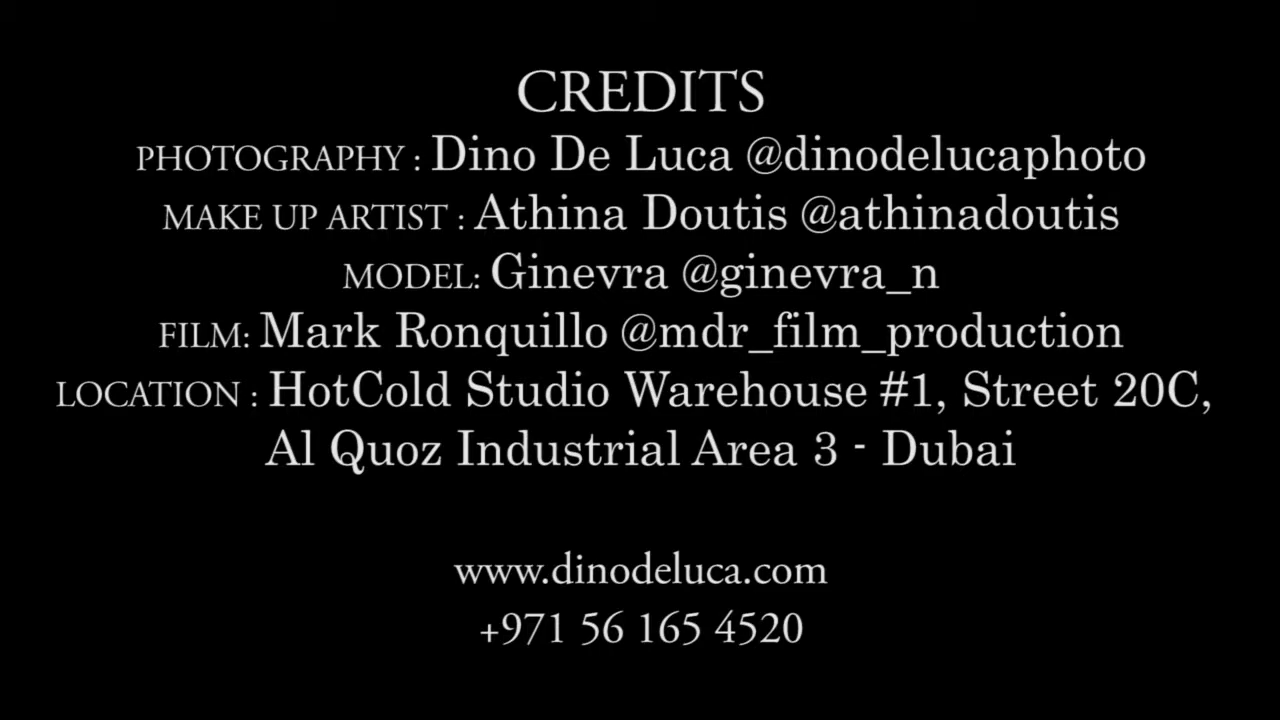 CREDITS
PHOTOGRAPHY : Dino De Luca @dinodelucaphoto
MAKE UP ARTIST : Athina Doutis @athinadoutis
MODEL: Ginevra @ginevra_n
FILM: Mark Ronquillo @mdr_film_production
LOCATION : HotCold Studio Warehouse #1, Street 20C,
Al Quoz Industrial Area 3 - Dubai
www.dinodeluca.com
+971 56 165 4520